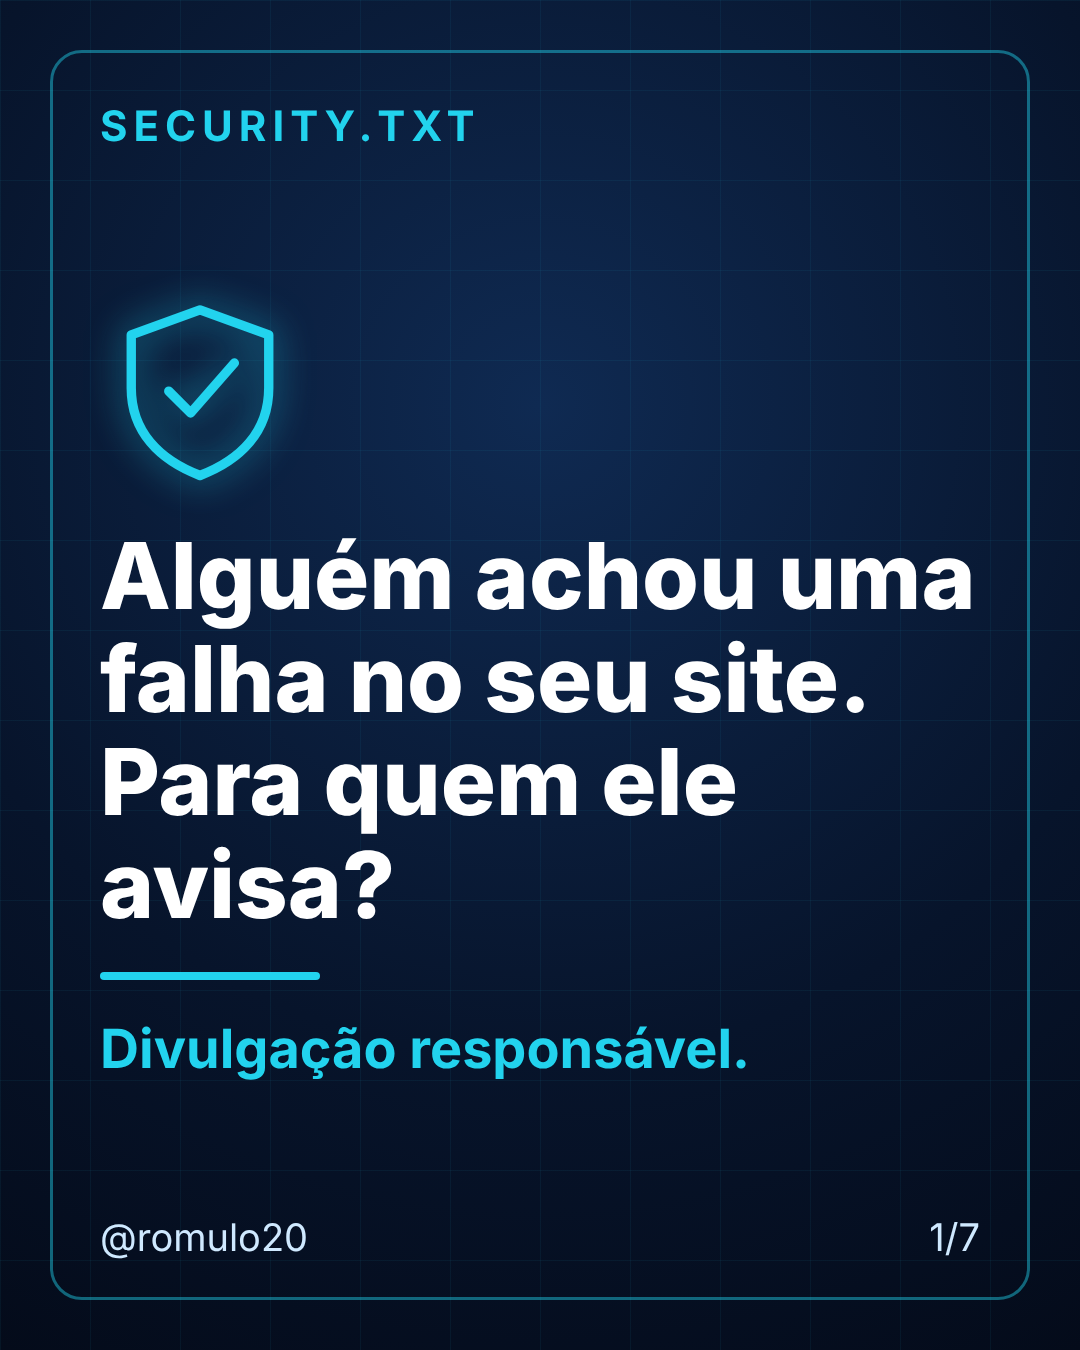 SECURITY.TXT
Alguém achou uma
falha no seu site.
Para quem ele
avisa?
Divulgação responsável.
@romulo20
1/7